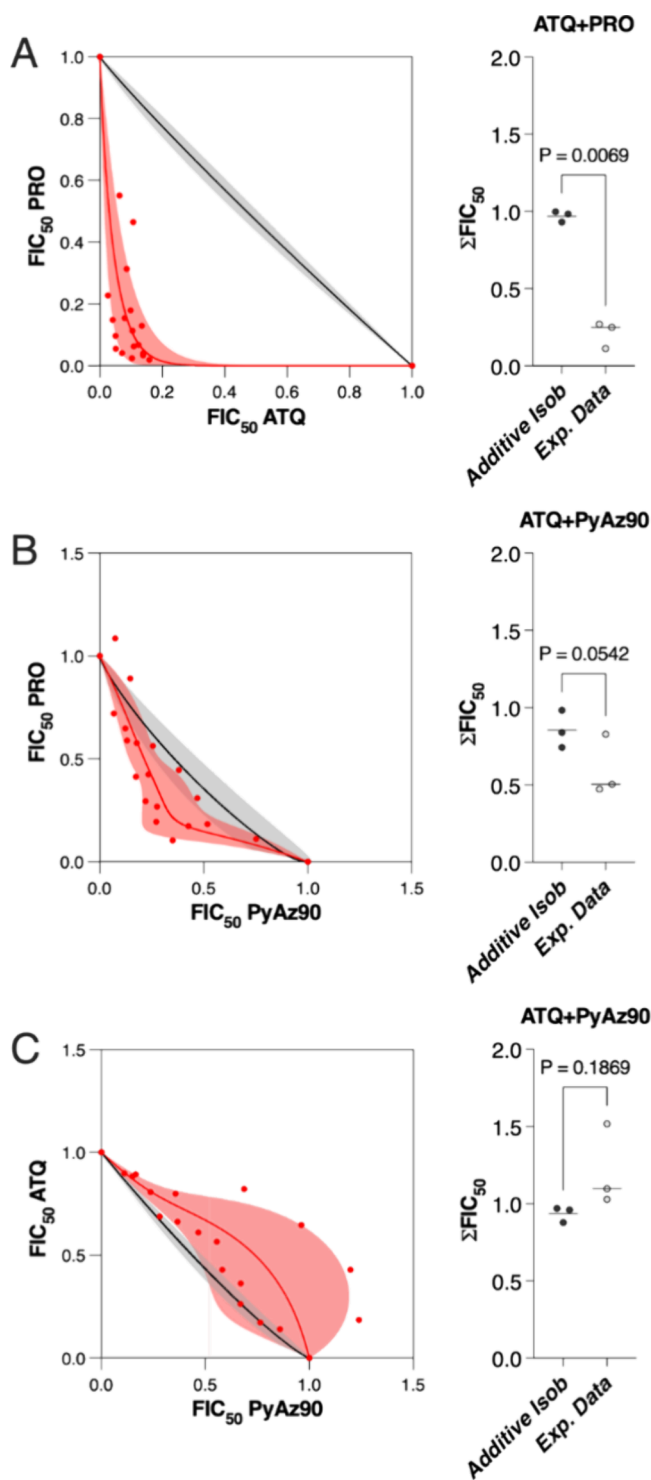 A
ATQ+PRO
1.0
0.8
0.6
0.4
0.2
0.0
FIC50 PRO
0.0 0.2 0.4 0.6 0.8 1.0
FIC50 ATQ
2.0
1.5
1.0
0.5
0.0
ΣFIC50
P = 0.0069
Additive Isob
Exp. Data
B
ATQ+PyAz90
1.5
1.0
0.5
0.0
FIC50 PRO
0.0 0.5 1.0 1.5
FIC50 PyAz90
2.0
1.5
1.0
0.5
0.0
ΣFIC50
P = 0.0542
Additive Isob
Exp. Data
C
ATQ+PyAz90
1.5
1.0
0.5
0.0
FIC50 ATQ
0.0 0.5 1.0 1.5
FIC50 PyAz90
2.0
1.5
1.0
0.5
0.0
ΣFIC50
P = 0.1869
Additive Isob
Exp. Data